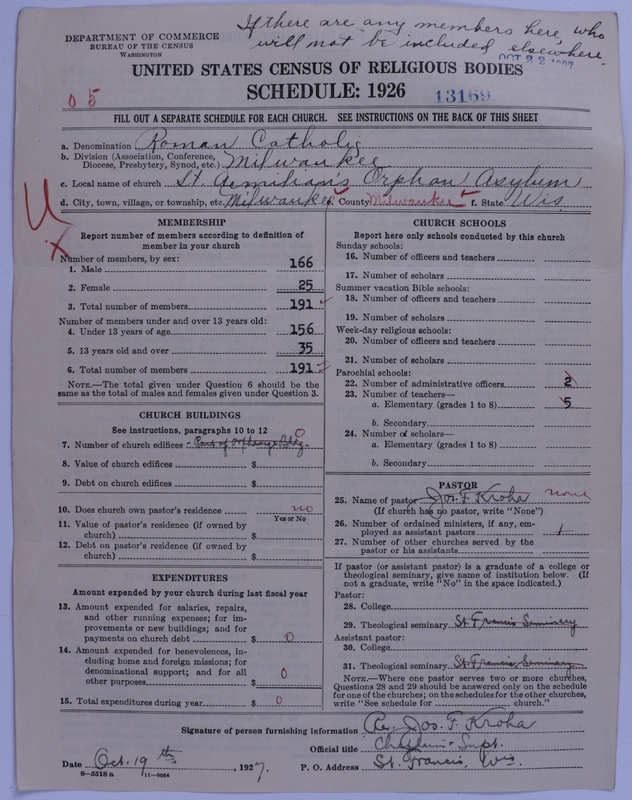 If there are any members here, who
will not be included elsewhere.
DEPARTMENT OF COMMERCE
BUREAU OF THE CENSUS
WASHINGTON
OCT 22 1927
UNITED STATES CENSUS OF RELIGIOUS BODIES
SCHEDULE: 1926
0 5
13169
FILL OUT A SEPARATE SCHEDULE FOR EACH CHURCH. SEE INSTRUCTIONS ON THE BACK OF THIS SHEET
a. Denomination Roman Catholic
b. Division (Association, Conference, Diocese, Presbytery, Synod, etc.) Milwaukee
c. Local name of church St. Aemilian's Orphan Asylum
d. City, town, village, or township, etc. Milwaukee County Milwaukee f. State Wis.
MEMBERSHIP
Report number of members according to definition of
member in your church
Number of members, by sex:
1. Male 166
2. Female 25
3. Total number of members 191
Number of members under and over 13 years old:
4. Under 13 years of age 156
5. 13 years old and over 35
6. Total number of members 191
NOTE.—The total given under Question 6 should be
the same as the total of males and females given under Question 3.
CHURCH BUILDINGS
See instructions, paragraphs 10 to 12
7. Number of church edifices Part of Orphanage Bldg. 0
8. Value of church edifices $
9. Debt on church edifices $
10. Does church own pastor's residence no
Yes or No
11. Value of pastor's residence (if owned by
church) $
12. Debt on pastor's residence (if owned by
church) $
EXPENDITURES
Amount expended by your church during last fiscal year
13. Amount expended for salaries, repairs,
and other running expenses; for im-
provements or new buildings; and for
payments on church debt $ 0
14. Amount expended for benevolences, in-
cluding home and foreign missions; for
denominational support; and for all
other purposes $ 0
15. Total expenditures during year $ 0
CHURCH SCHOOLS
Report here only schools conducted by this church
Sunday schools:
16. Number of officers and teachers
17. Number of scholars
Summer vacation Bible schools:
18. Number of officers and teachers
19. Number of scholars
Week-day religious schools:
20. Number of officers and teachers
21. Number of scholars
Parochial schools:
22. Number of administrative officers 2
23. Number of teachers—
a. Elementary (grades 1 to 8) 5
b. Secondary
24. Number of scholars—
a. Elementary (grades 1 to 8)
b. Secondary
PASTOR
25. Name of pastor Jos. F. Kroha none
(If church has no pastor, write "None")
26. Number of ordained ministers, if any, em-
ployed as assistant pastors 1
27. Number of other churches served by the
pastor or his assistants
If pastor (or assistant pastor) is a graduate of a college or
theological seminary, give name of institution below. (If
not a graduate, write "No" in the space indicated.)
Pastor:
28. College
29. Theological seminary St. Francis Seminary
Assistant pastor:
30. College
31. Theological seminary St. Francis Seminary
NOTE.—Where one pastor serves two or more churches,
Questions 28 and 29 should be answered only on the schedule
for one of the churches; on the schedules for the other churches,
write "See schedule for church."
Signature of person furnishing information Rev. Jos. F. Kroha
Official title Chaplain - Supt.
Date Oct. 19th, 1927. P. O. Address St. Francis, Wis.
8—5518a 11—9054